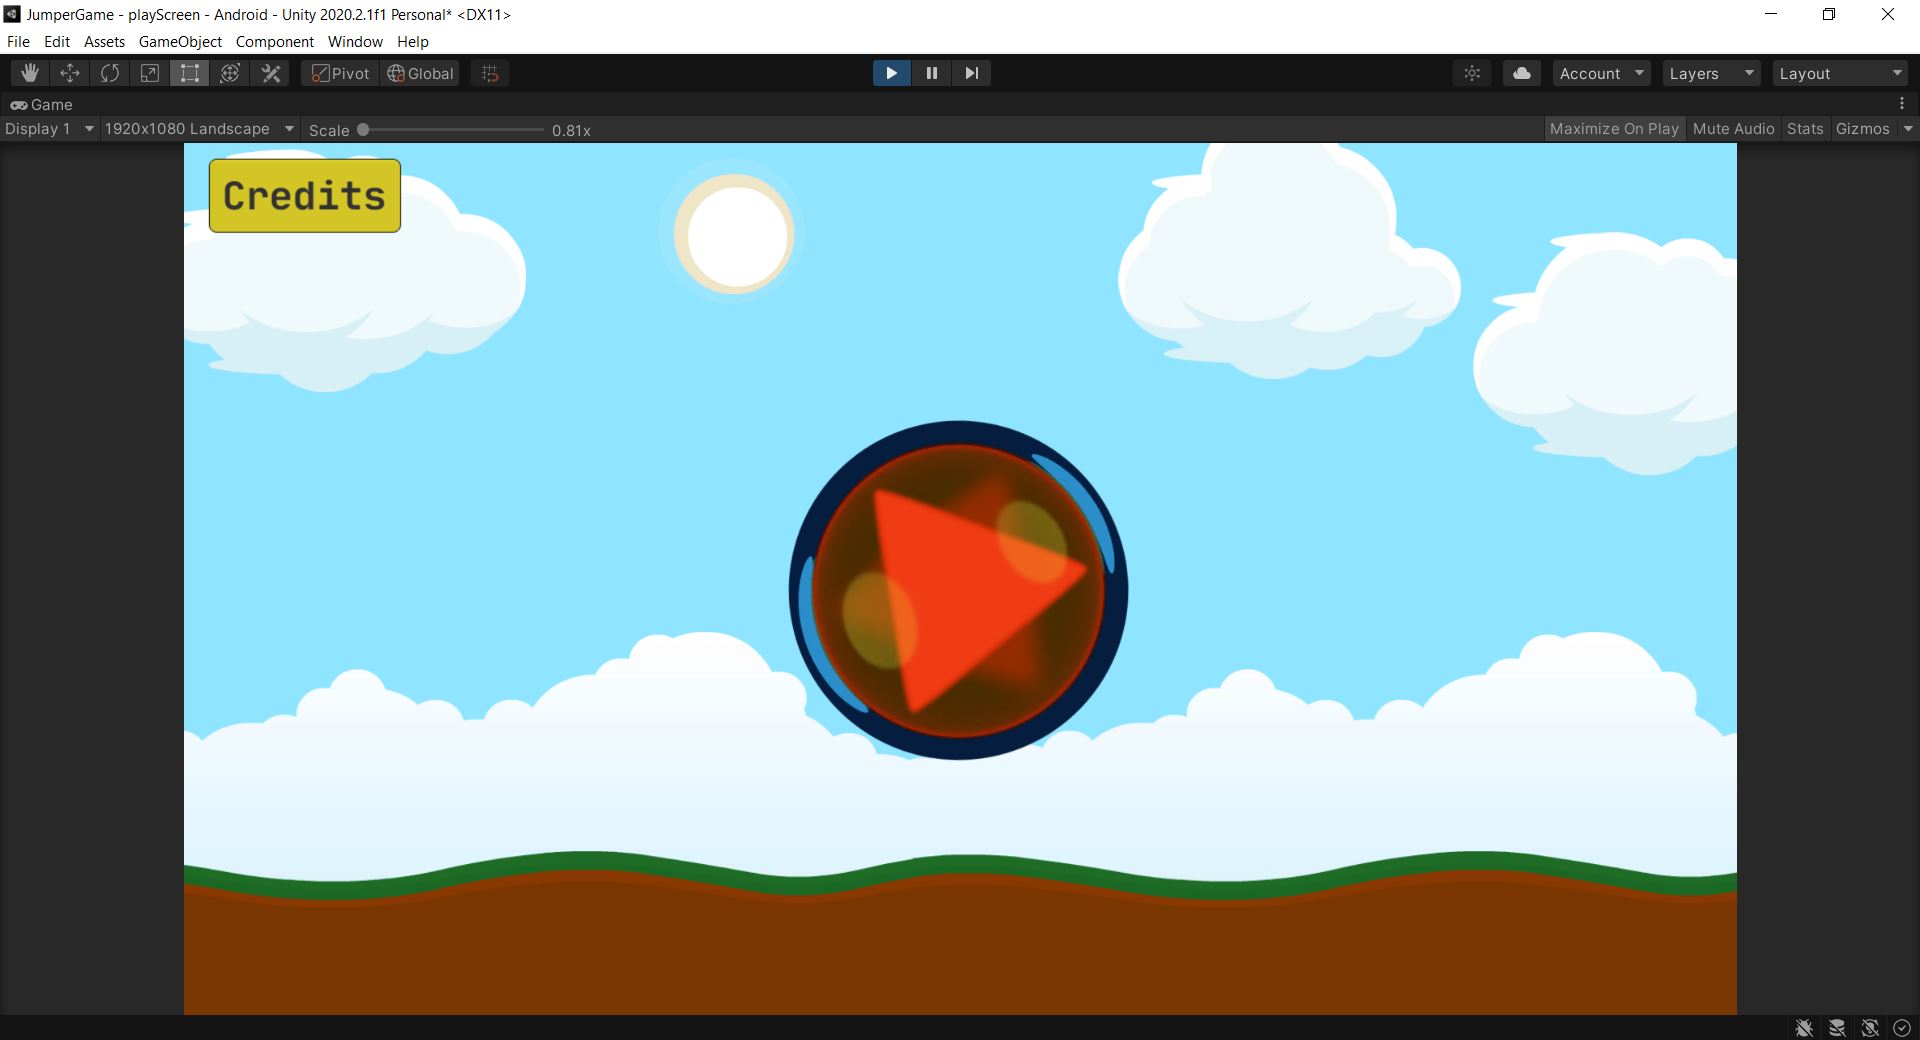 JumperGame - playScreen - Android - Unity 2020.2.1f1 Personal* <DX11>
File Edit Assets GameObject Component Window Help
Pivot Global Account Layers Layout
Game
Display 1 1920x1080 Landscape Scale 0.81x Maximize On Play Mute Audio Stats Gizmos
Credits